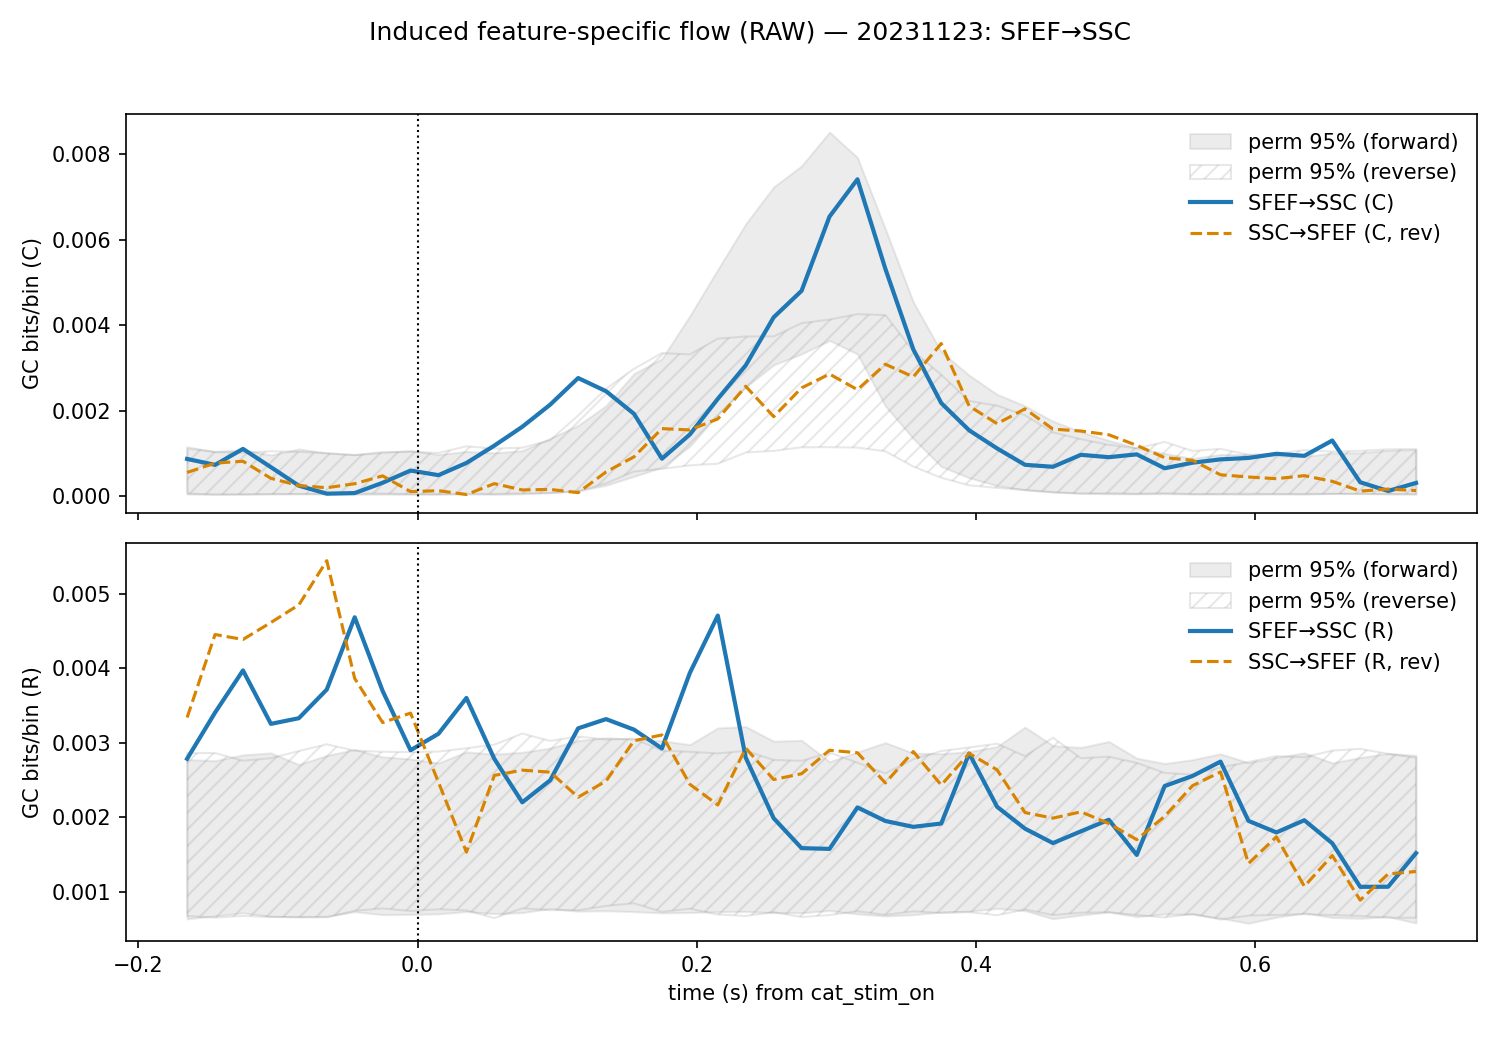 Induced feature-specific flow (RAW) — 20231123: SFEF→SSC
GC bits/bin (C)
0.008
0.006
0.004
0.002
0.000
perm 95% (forward)
perm 95% (reverse)
SFEF→SSC (C)
SSC→SFEF (C, rev)
GC bits/bin (R)
0.005
0.004
0.003
0.002
0.001
perm 95% (forward)
perm 95% (reverse)
SFEF→SSC (R)
SSC→SFEF (R, rev)
−0.2 0.0 0.2 0.4 0.6
time (s) from cat_stim_on